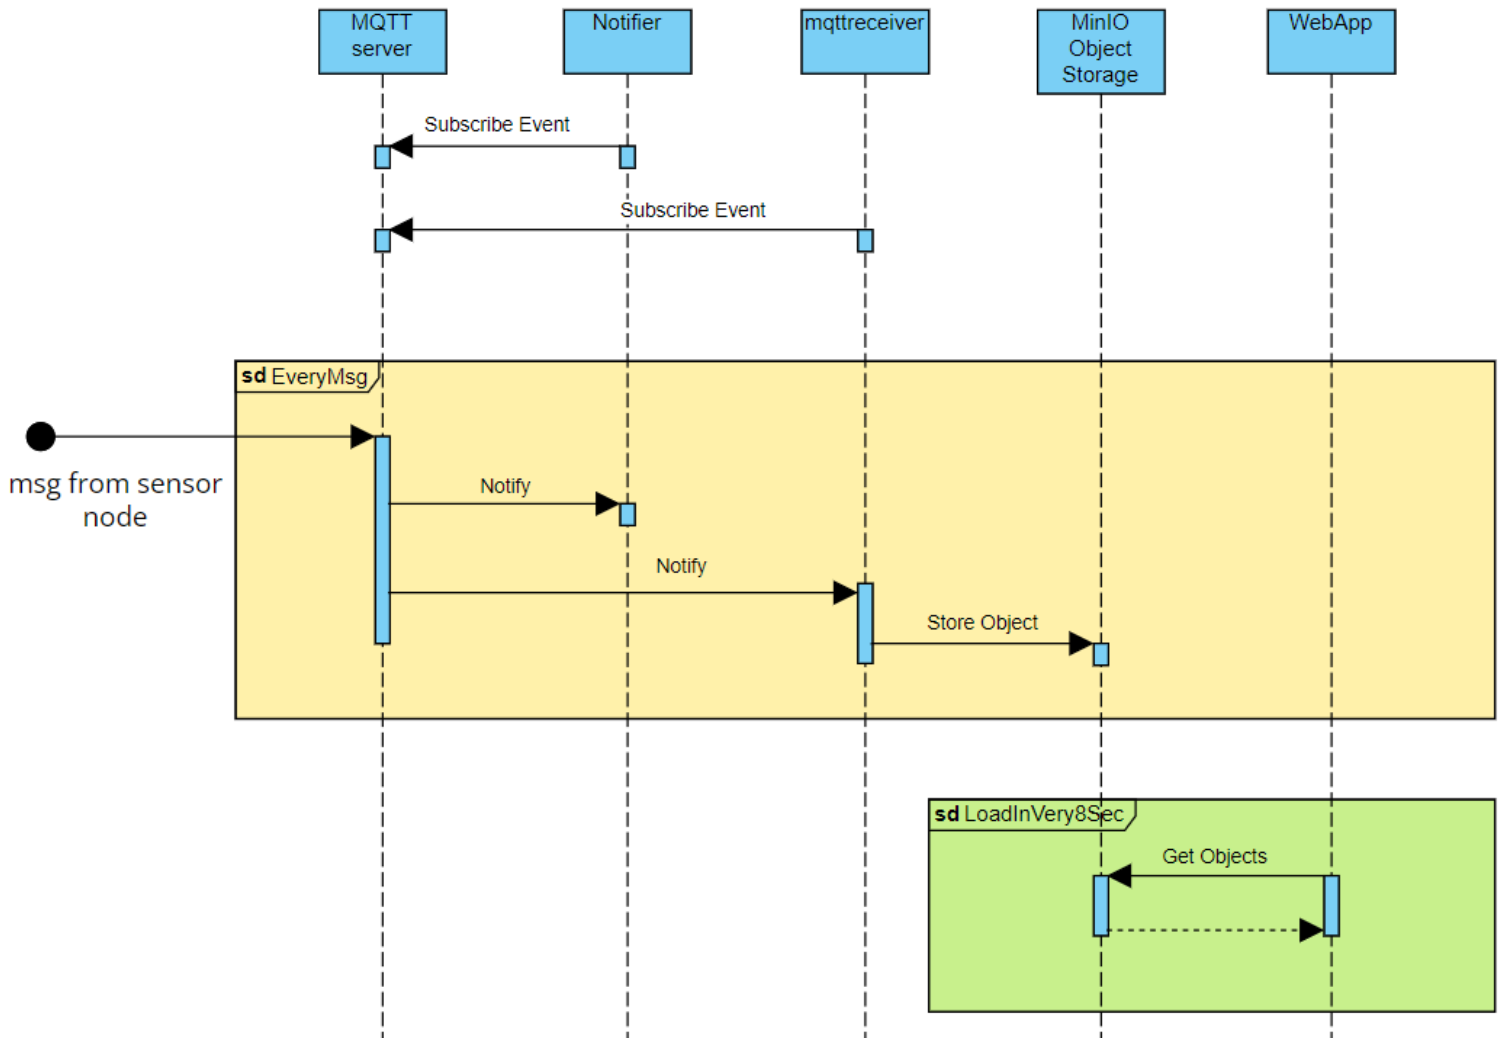 MQTT
server
Notifier
mqttreceiver
MinIO
Object
Storage
WebApp
Subscribe Event
Subscribe Event
sd EveryMsg
msg from sensor
node
Notify
Notify
Store Object
sd LoadInVery8Sec
Get Objects